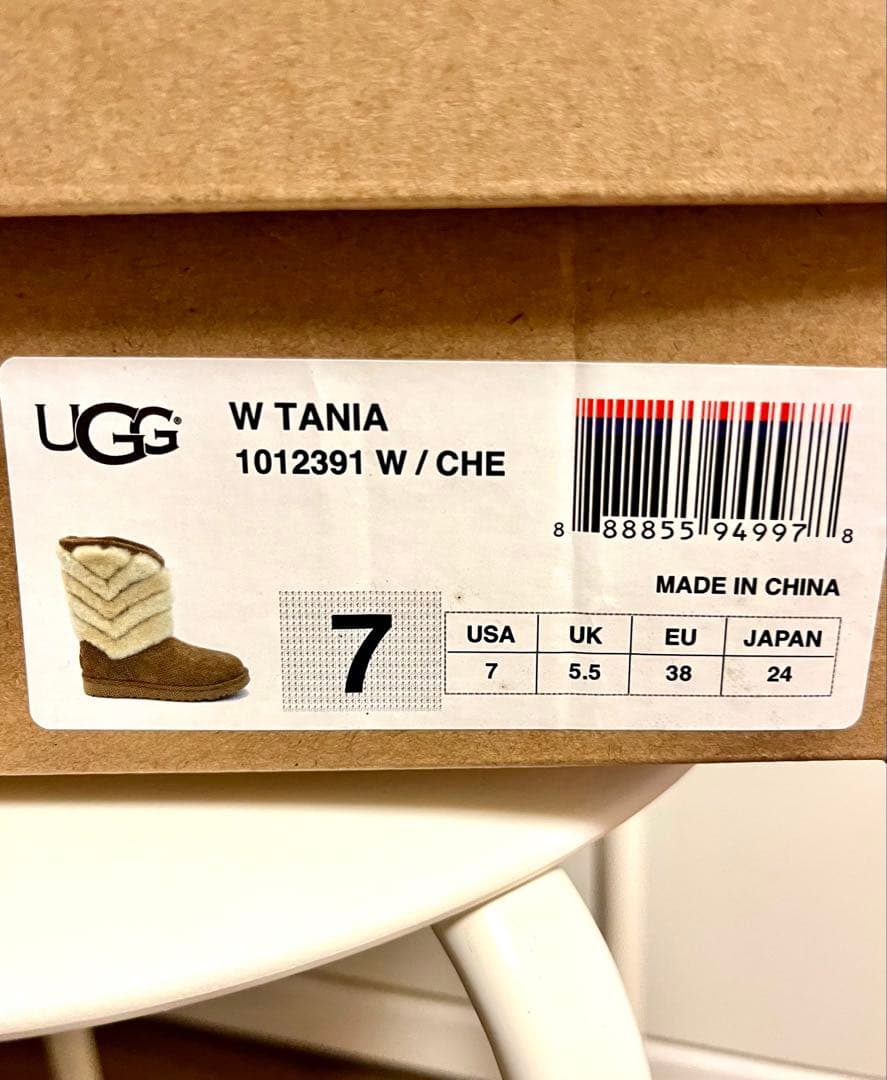 UGG®
W TANIA
1012391 W / CHE
8 88855 94997 8
MADE IN CHINA
7
USA UK EU JAPAN
7 5.5 38 24